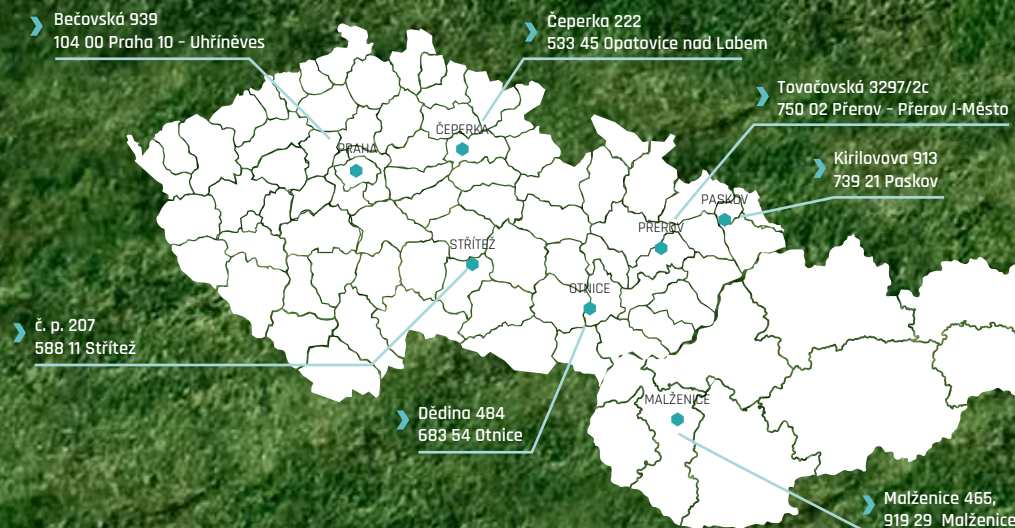 Bečovská 939
104 00 Praha 10 – Uhříněves
Čeperka 222
533 45 Opatovice nad Labem
Tovačovská 3297/2c
750 02 Přerov – Přerov I-Město
Kirilovova 913
739 21 Paskov
ČEPERKA
PRAHA
PASKOV
PŘEROV
STŘÍTEŽ
OTNICE
č. p. 207
588 11 Střítež
MALŽENICE
Dědina 484
683 54 Otnice
Malženice 465,
919 29 Malženice